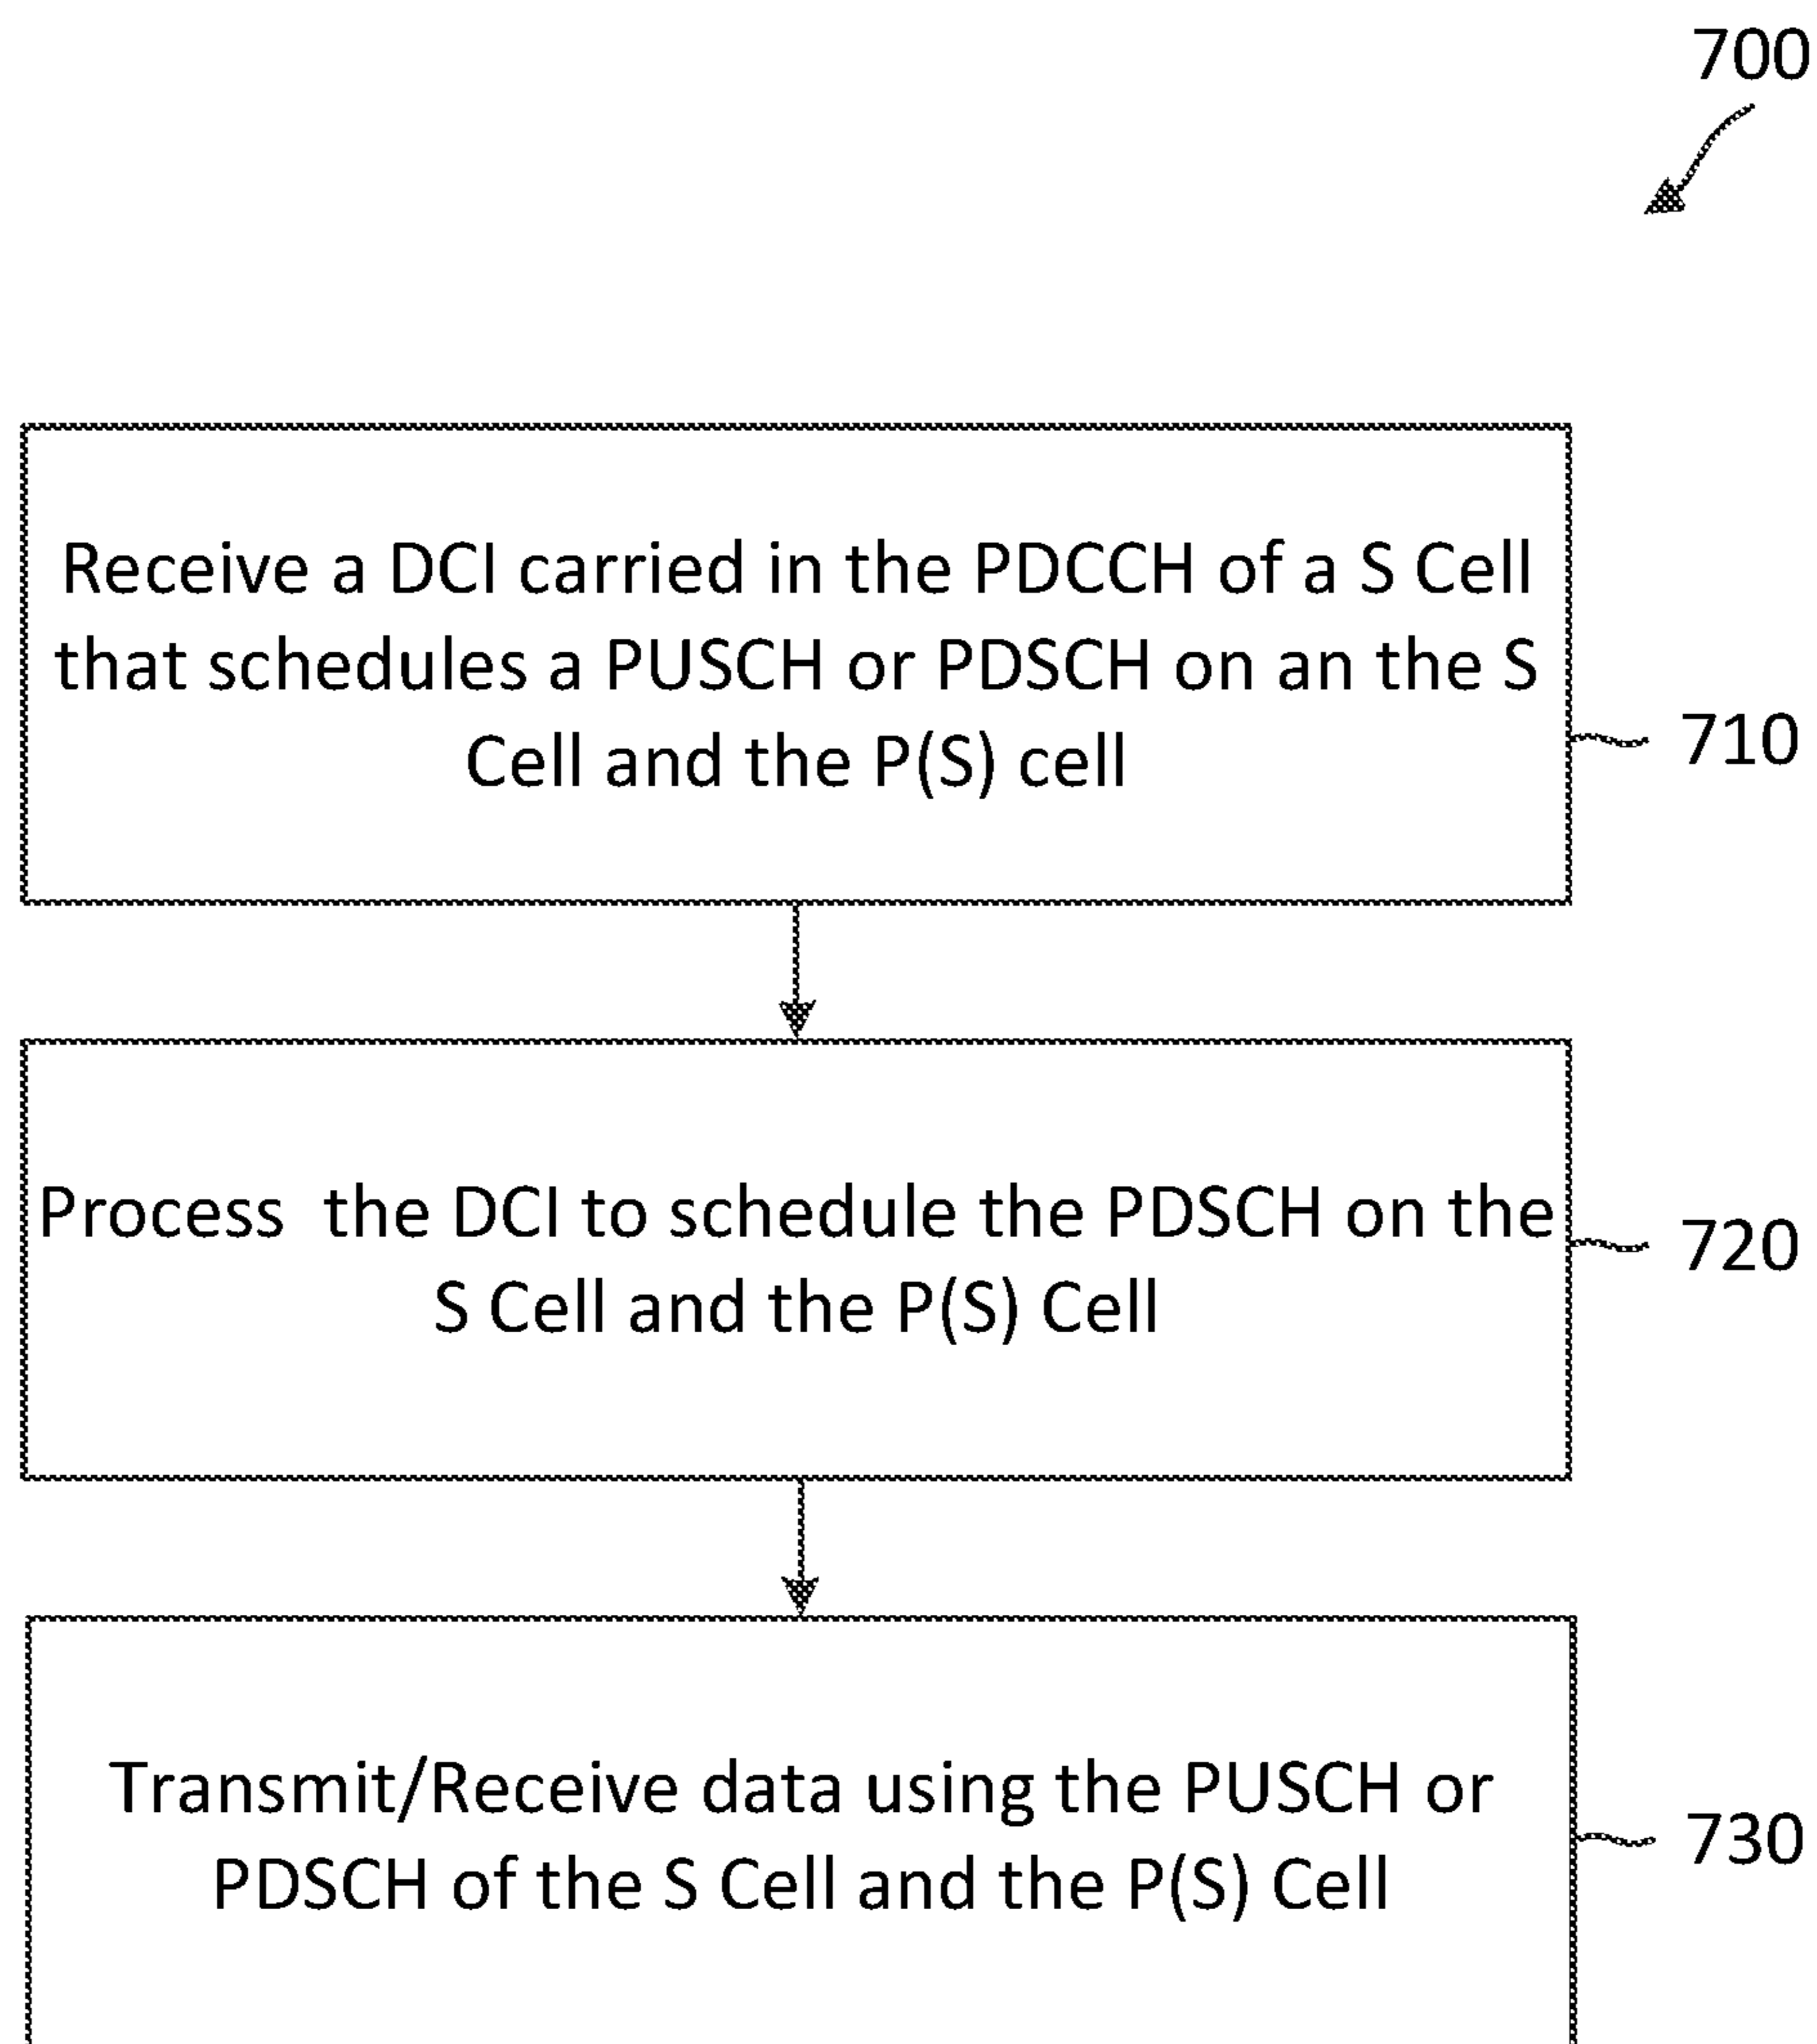 700
Receive a DCI carried in the PDCCH of a S Cell
that schedules a PUSCH or PDSCH on an the S
Cell and the P(S) cell
710
Process the DCI to schedule the PDSCH on the
S Cell and the P(S) Cell
720
Transmit/Receive data using the PUSCH or
PDSCH of the S Cell and the P(S) Cell
730